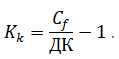 K_k = C_f / ДК − 1 .